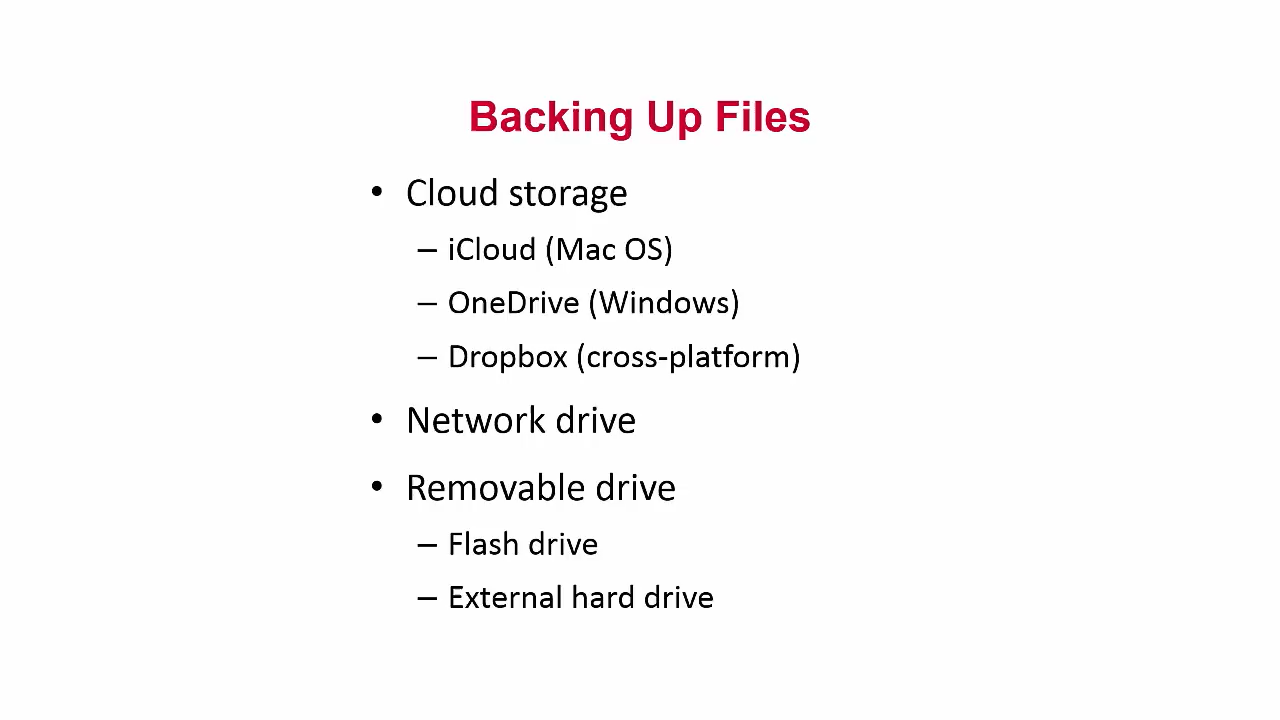 Backing Up Files
• Cloud storage
– iCloud (Mac OS)
– OneDrive (Windows)
– Dropbox (cross-platform)
• Network drive
• Removable drive
– Flash drive
– External hard drive